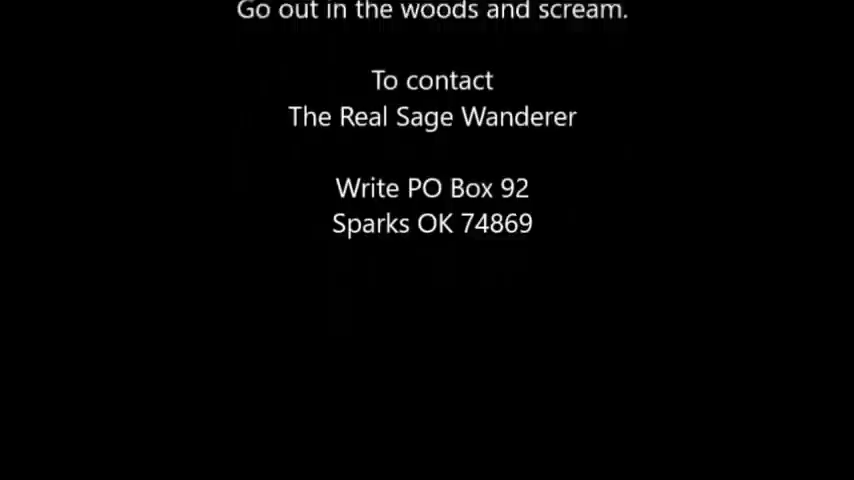 Go out in the woods and scream.
To contact
The Real Sage Wanderer
Write PO Box 92
Sparks OK 74869